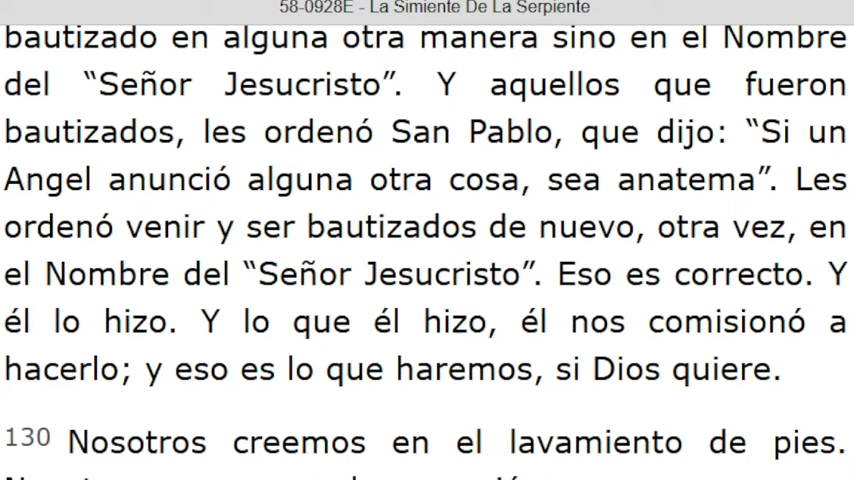 58-0928E - La Simiente De La Serpiente
bautizado en alguna otra manera sino en el Nombre
del “Señor Jesucristo”. Y aquellos que fueron
bautizados, les ordenó San Pablo, que dijo: “Si un
Angel anunció alguna otra cosa, sea anatema”. Les
ordenó venir y ser bautizados de nuevo, otra vez, en
el Nombre del “Señor Jesucristo”. Eso es correcto. Y
él lo hizo. Y lo que él hizo, él nos comisionó a
hacerlo; y eso es lo que haremos, si Dios quiere.
130 Nosotros creemos en el lavamiento de pies.